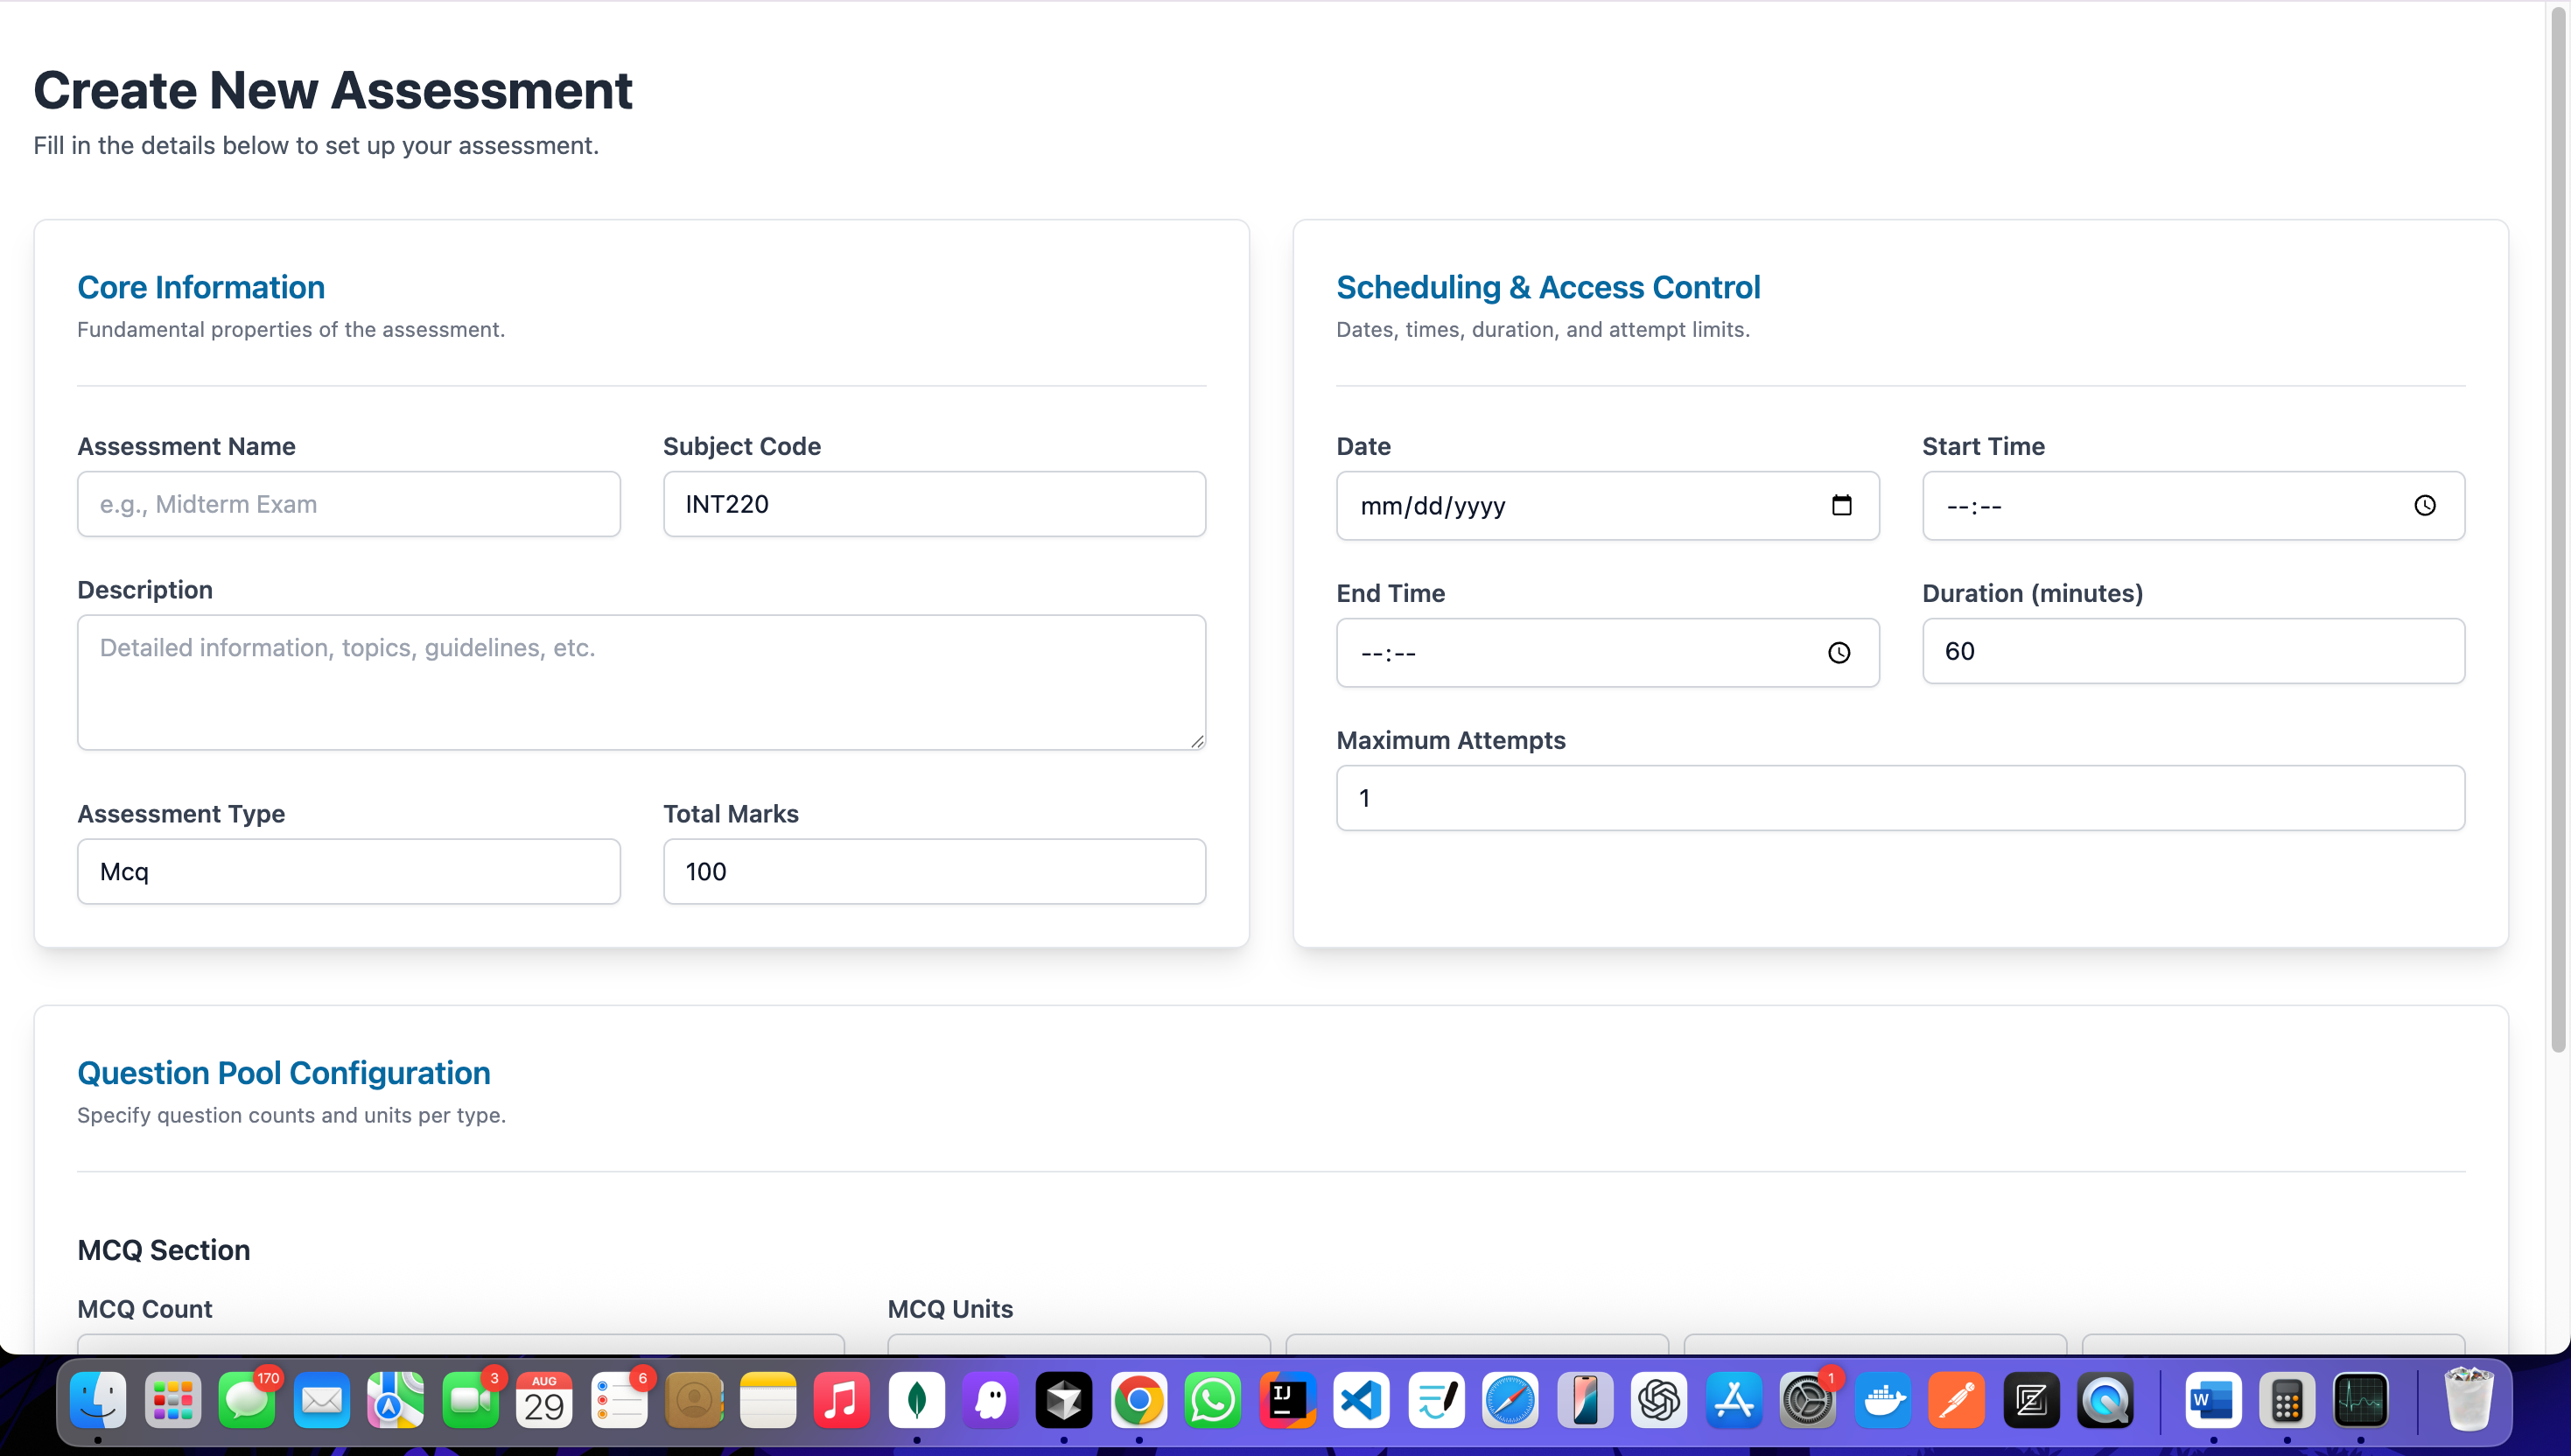 Create New Assessment
Fill in the details below to set up your assessment.
Core Information
Fundamental properties of the assessment.
Assessment Name
Subject Code
e.g., Midterm Exam
INT220
Description
Detailed information, topics, guidelines, etc.
Assessment Type
Total Marks
Mcq
100
Scheduling & Access Control
Dates, times, duration, and attempt limits.
Date
Start Time
mm/dd/yyyy
--:--
End Time
Duration (minutes)
--:--
60
Maximum Attempts
1
Question Pool Configuration
Specify question counts and units per type.
MCQ Section
MCQ Count
MCQ Units
170
3
AUG
29
6
IJ
1
W